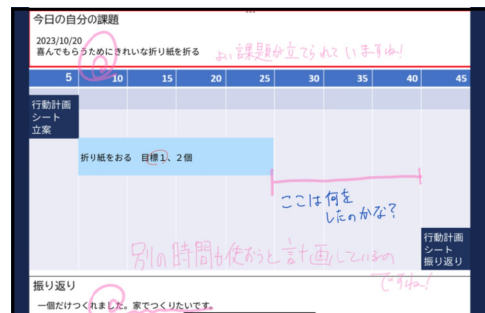 今日の自分の課題
2023/10/20
喜んでもらうためにきれいな折り紙を折る
よい課題が立てられていますね!
5 10 15 20 25 30 35 40 45
行動計画
シート
立案
折り紙をおる 目標1、2個
ここは何を
したのかな?
行動計画
シート
振り返り
別の時間も使おうと計画しているの
ですね!
振り返り
一個だけつくれました。家でつくりたいです。